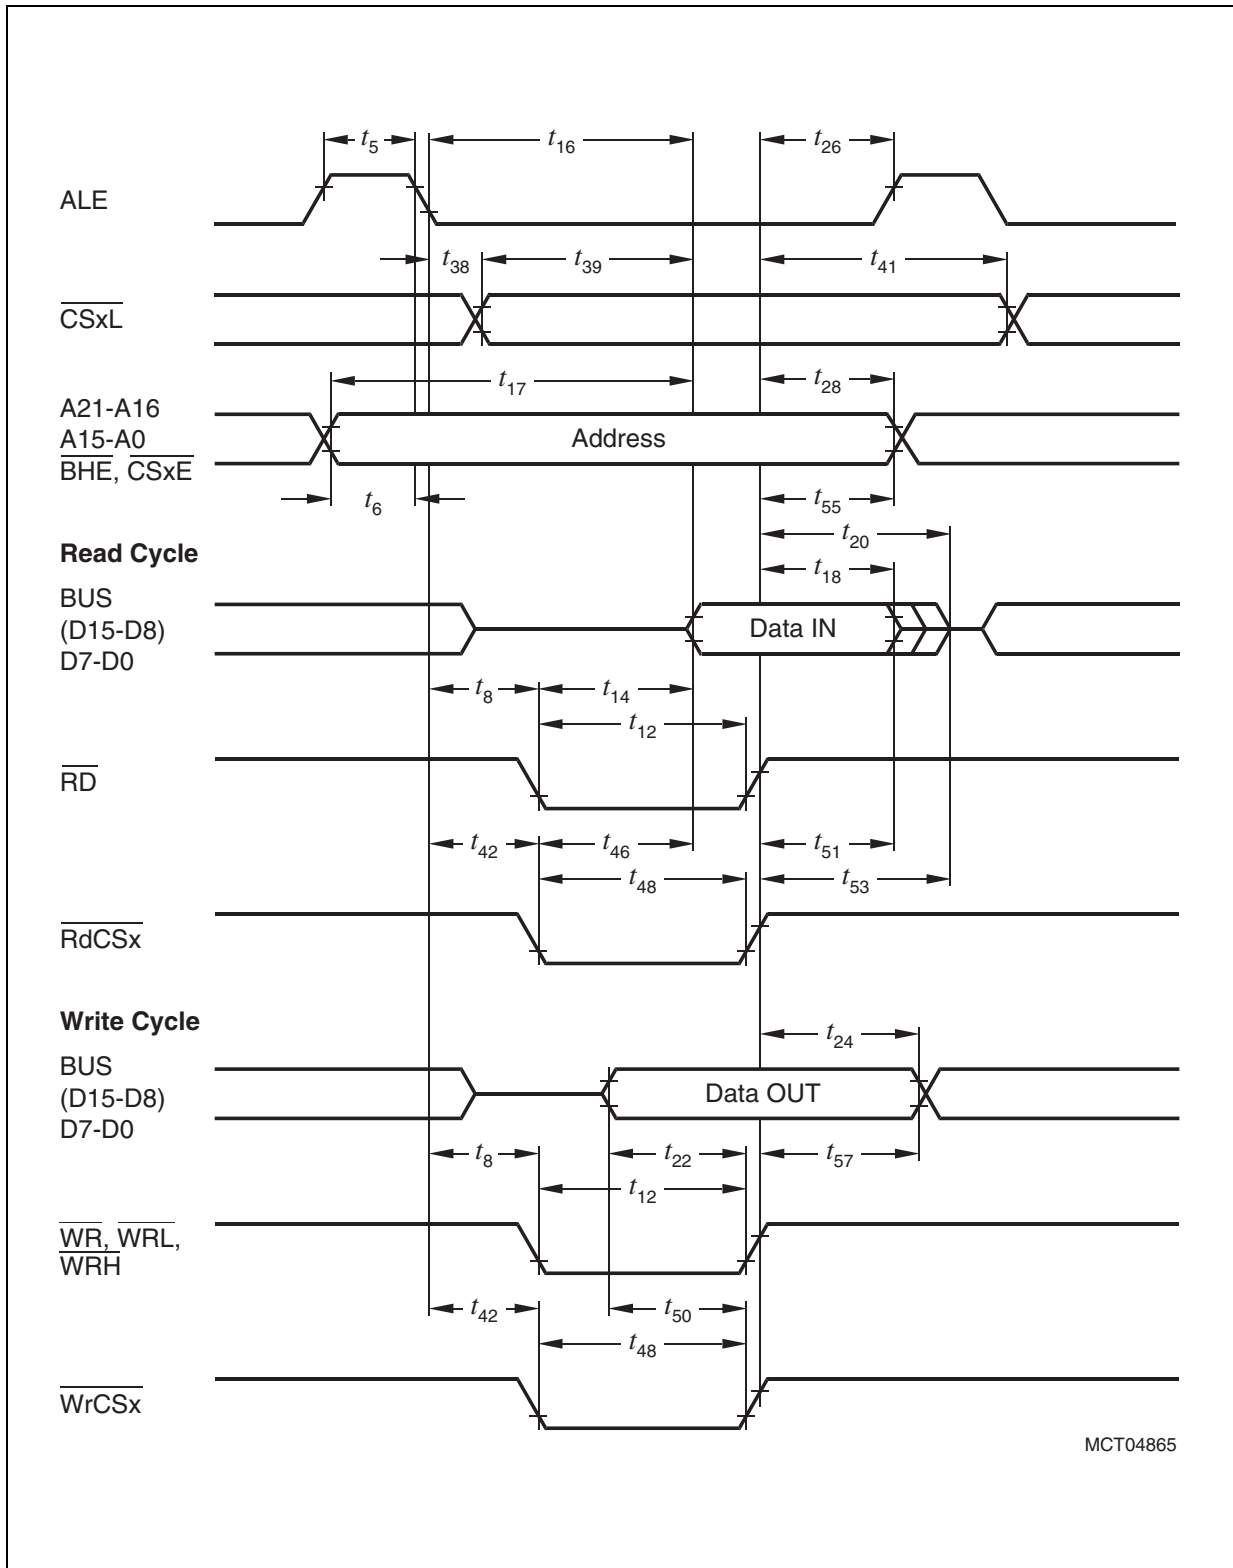 t5 t16 t26
ALE
t38 t39 t41
CSxL
t17 t28
A21-A16
A15-A0
BHE, CSxE
Address
t6 t55
t20
Read Cycle
t18
BUS
(D15-D8)
D7-D0
Data IN
t8 t14
t12
RD
t42 t46 t51
t48 t53
RdCSx
Write Cycle
t24
BUS
(D15-D8)
D7-D0
Data OUT
t8 t22 t57
t12
WR, WRL,
WRH
t42 t50
t48
WrCSx
MCT04865